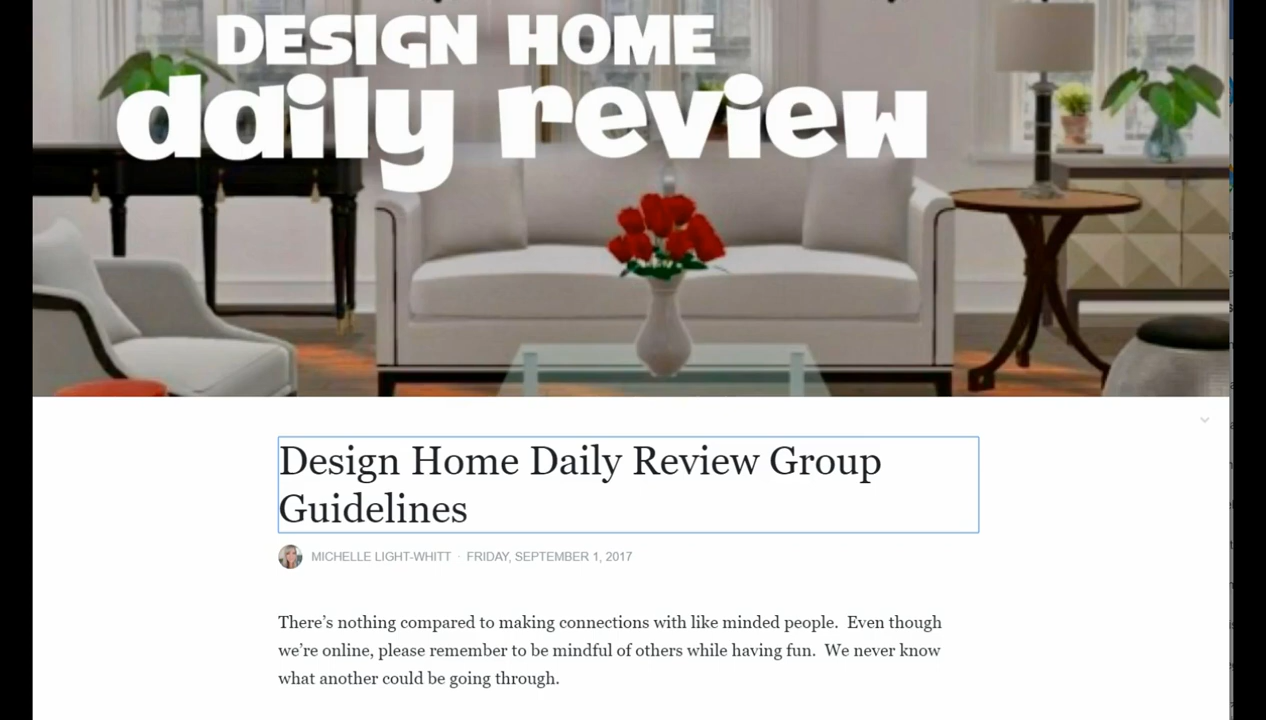 DESIGN HOME
daily review
Design Home Daily Review Group
Guidelines
MICHELLE LIGHT-WHITT · FRIDAY, SEPTEMBER 1, 2017
There’s nothing compared to making connections with like minded people.  Even though
we’re online, please remember to be mindful of others while having fun.  We never know
what another could be going through.